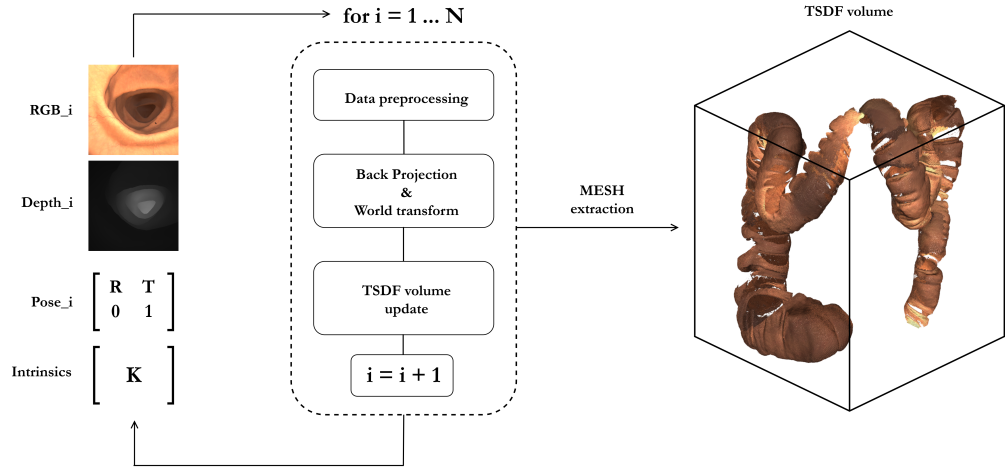 for i = 1 ... N
TSDF volume
RGB_i
Depth_i
Pose_i
R T
0 1
Intrinsics
K
Data preprocessing
Back Projection
&
World transform
TSDF volume
update
i = i + 1
MESH
extraction